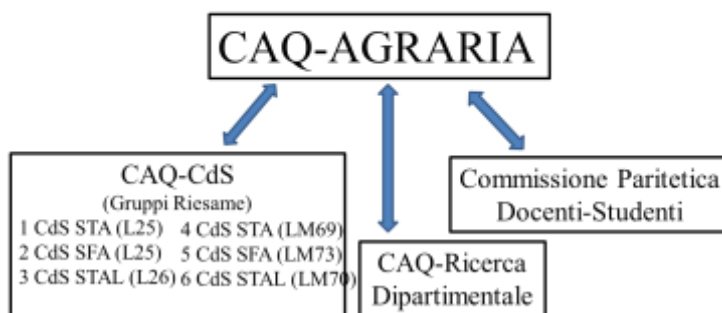 CAQ-AGRARIA
CAQ-CdS
(Gruppi Riesame)
1 CdS STA (L25) 4 CdS STA (LM69)
2 CdS SFA (L25) 5 CdS SFA (LM73)
3 CdS STAL (L26) 6 CdS STAL (LM70)
CAQ-Ricerca
Dipartimentale
Commissione Paritetica
Docenti-Studenti